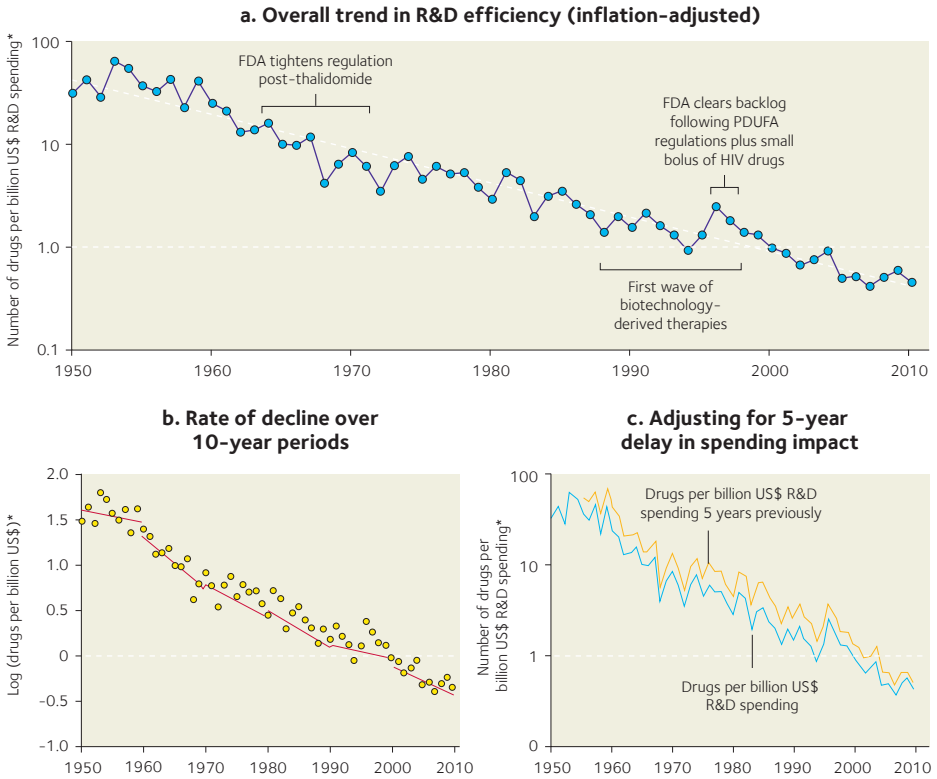 a. Overall trend in R&D efficiency (inflation-adjusted)
Number of drugs per billion US$ R&D spending*
100
10
1.0
0.1
FDA tightens regulation
post-thalidomide
FDA clears backlog
following PDUFA
regulations plus small
bolus of HIV drugs
First wave of
biotechnology-
derived therapies
1950
1960
1970
1980
1990
2000
2010
b. Rate of decline over
10-year periods
Log (drugs per billion US$)*
2.0
1.5
1.0
0.5
0
–0.5
–1.0
1950
1960
1970
1980
1990
2000
2010
c. Adjusting for 5-year
delay in spending impact
Number of drugs per
billion US$ R&D spending*
100
10
1
0
Drugs per billion US$ R&D
spending 5 years previously
Drugs per billion US$
R&D spending
1950
1960
1970
1980
1990
2000
2010